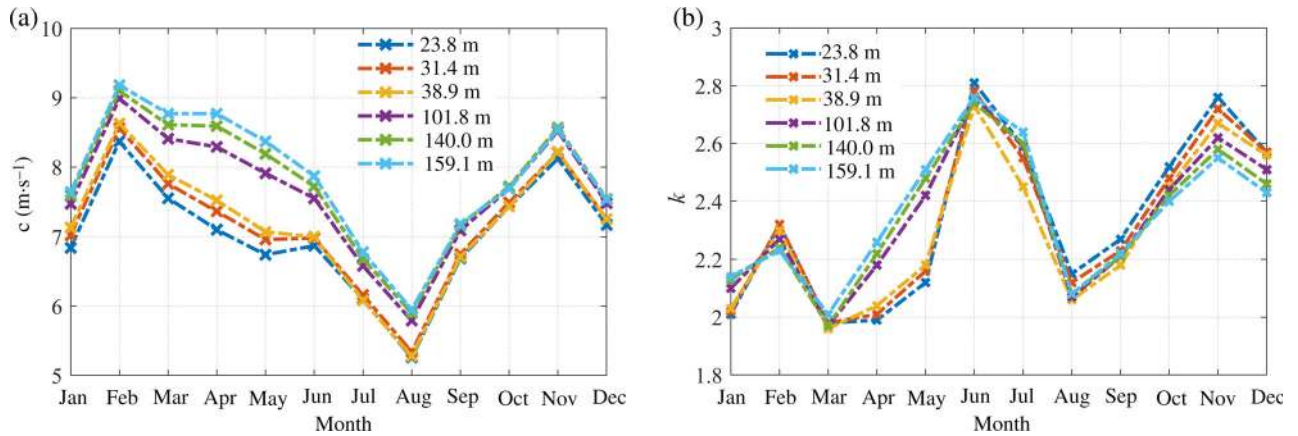 (a)
10
9
8
7
6
5
c (m·s⁻¹)
23.8 m
31.4 m
38.9 m
101.8 m
140.0 m
159.1 m
Jan Feb Mar Apr May Jun Jul Aug Sep Oct Nov Dec
Month
(b)
3
2.8
2.6
2.4
2.2
2
1.8
k
23.8 m
31.4 m
38.9 m
101.8 m
140.0 m
159.1 m
Jan Feb Mar Apr May Jun Jul Aug Sep Oct Nov Dec
Month